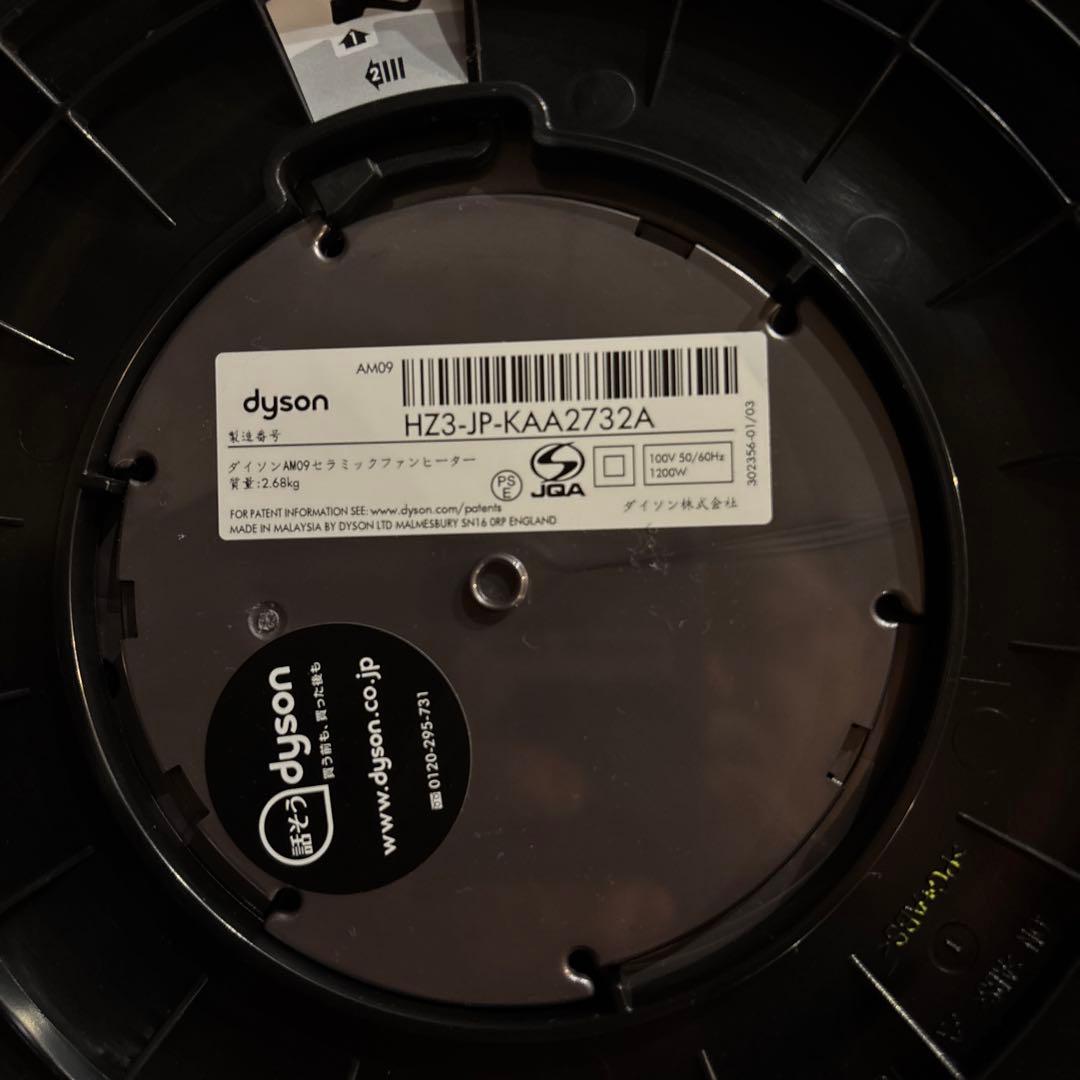 1
2
AM09
dyson
HZ3-JP-KAA2732A
製造番号
ダイソンAM09セラミックファンヒーター
質量:2.68kg
PS
E
JQA
100V 50/60Hz
1200W
302356-01/03
FOR PATENT INFORMATION SEE: www.dyson.com/patents
MADE IN MALAYSIA BY DYSON LTD MALMESBURY SN16 0RP ENGLAND
ダイソン株式会社
話そう dyson
買う前も、買った後も
www.dyson.co.jp
0120-295-731
1